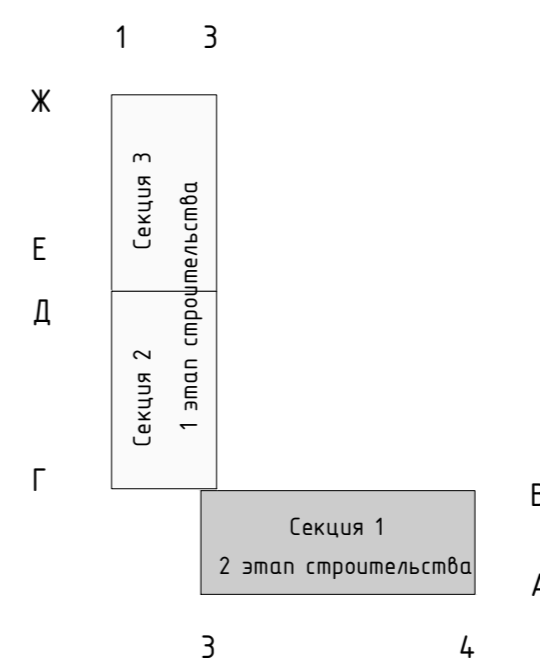 1 3
Ж
Секция 3
Е
Д
1 этап строительства
Секция 2
Г
Секция 1
2 этап строительства
3 4